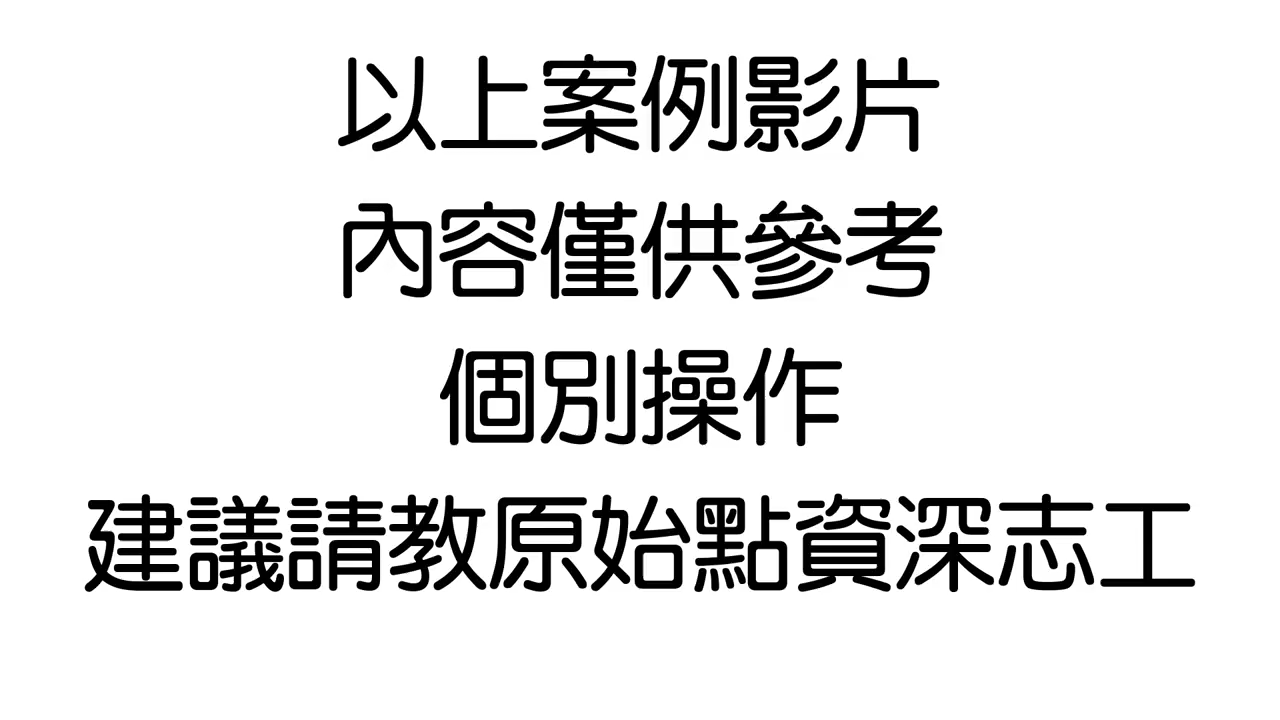 以上案例影片
內容僅供參考
個別操作
建議請教原始點資深志工